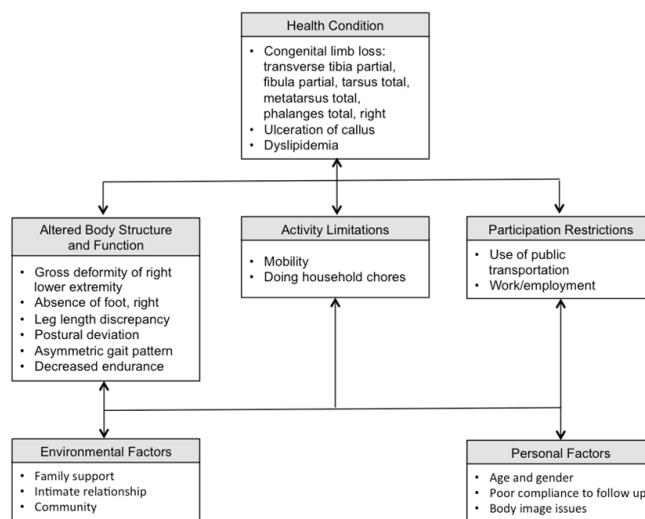 Health Condition
• Congenital limb loss:
transverse tibia partial,
fibula partial, tarsus total,
metatarsus total,
phalanges total, right
• Ulceration of callus
• Dyslipidemia
Altered Body Structure
and Function
• Gross deformity of right
lower extremity
• Absence of foot, right
• Leg length discrepancy
• Postural deviation
• Asymmetric gait pattern
• Decreased endurance
Activity Limitations
• Mobility
• Doing household chores
Participation Restrictions
• Use of public
transportation
• Work/employment
Environmental Factors
• Family support
• Intimate relationship
• Community
Personal Factors
• Age and gender
• Poor compliance to follow up
• Body image issues